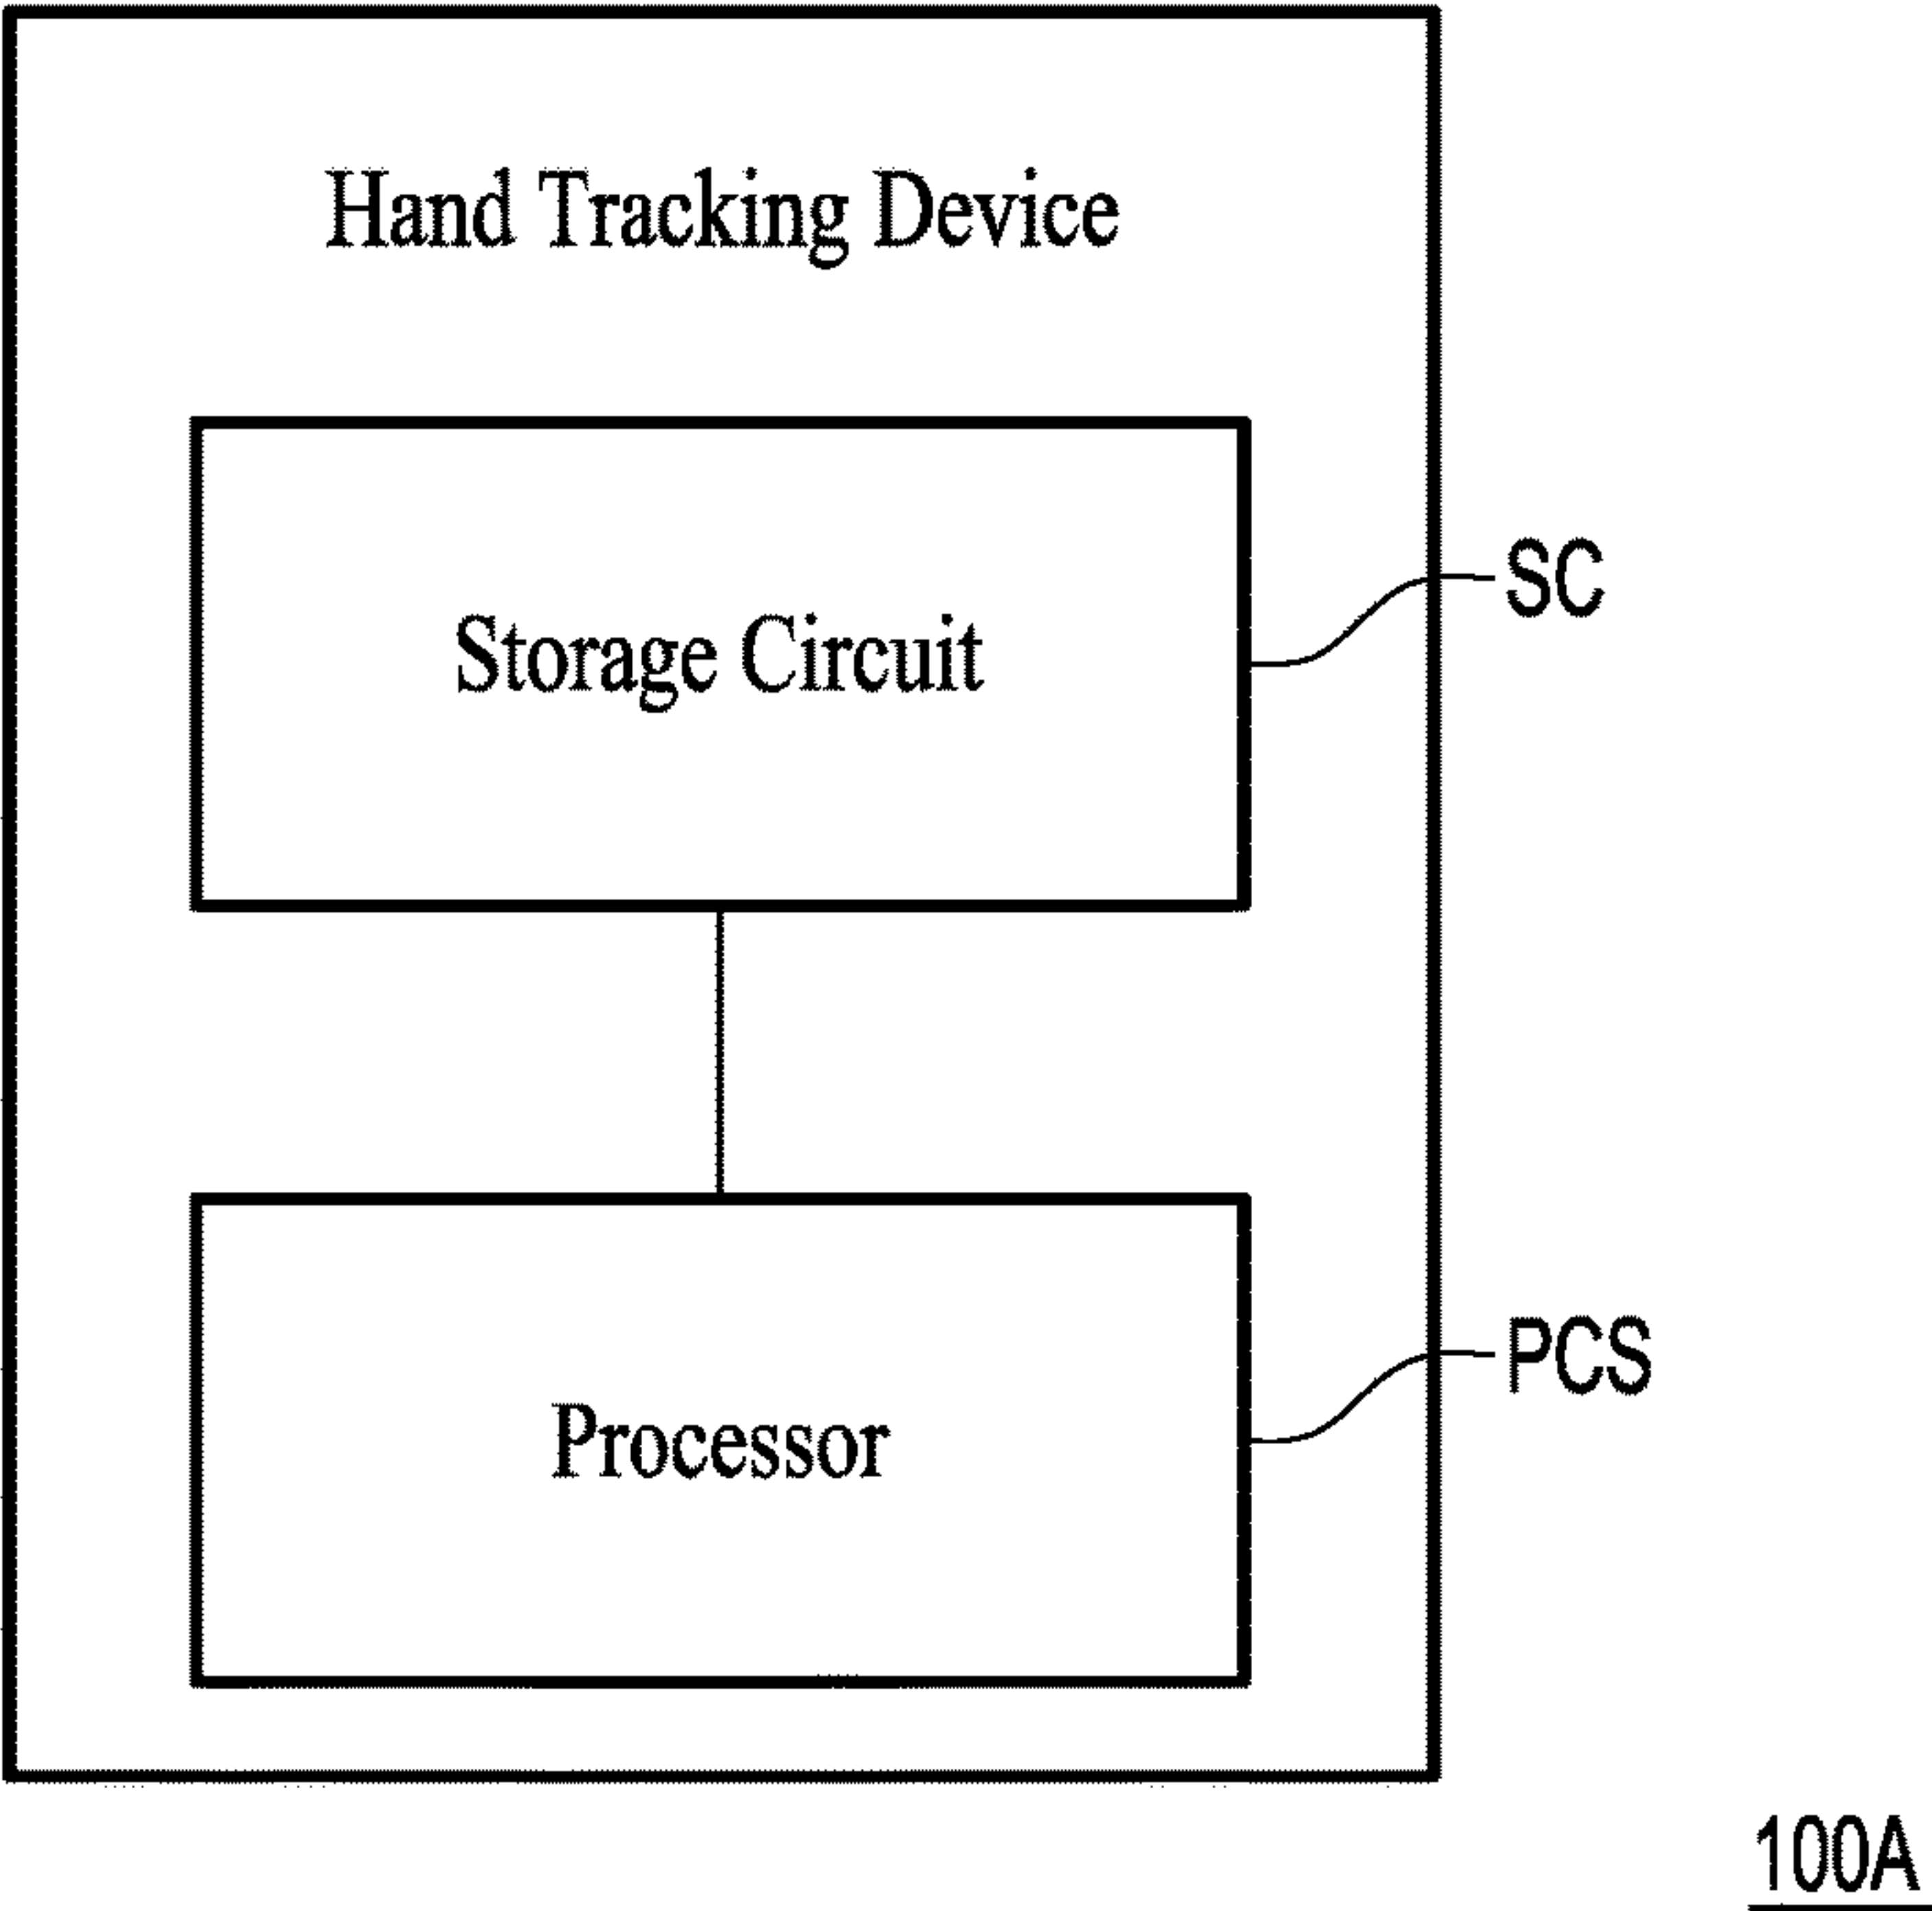 Hand Tracking Device
Storage Circuit
SC
Processor
PCS
100A